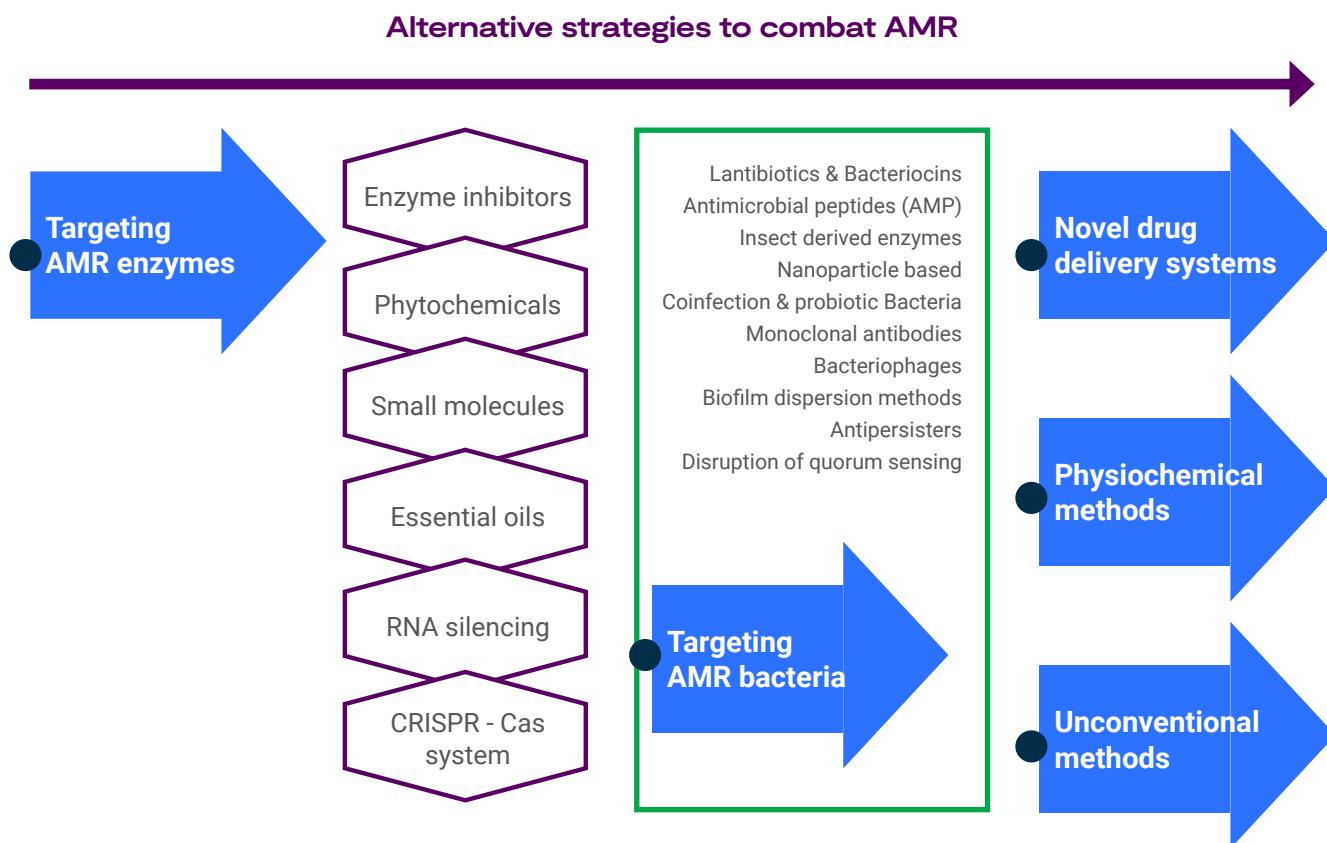 Alternative strategies to combat AMR
Targeting
AMR enzymes
Enzyme inhibitors
Phytochemicals
Small molecules
Essential oils
RNA silencing
CRISPR - Cas
system
Lantibiotics & Bacteriocins
Antimicrobial peptides (AMP)
Insect derived enzymes
Nanoparticle based
Coinfection & probiotic Bacteria
Monoclonal antibodies
Bacteriophages
Biofilm dispersion methods
Antipersisters
Disruption of quorum sensing
Targeting
AMR bacteria
Novel drug
delivery systems
Physiochemical
methods
Unconventional
methods